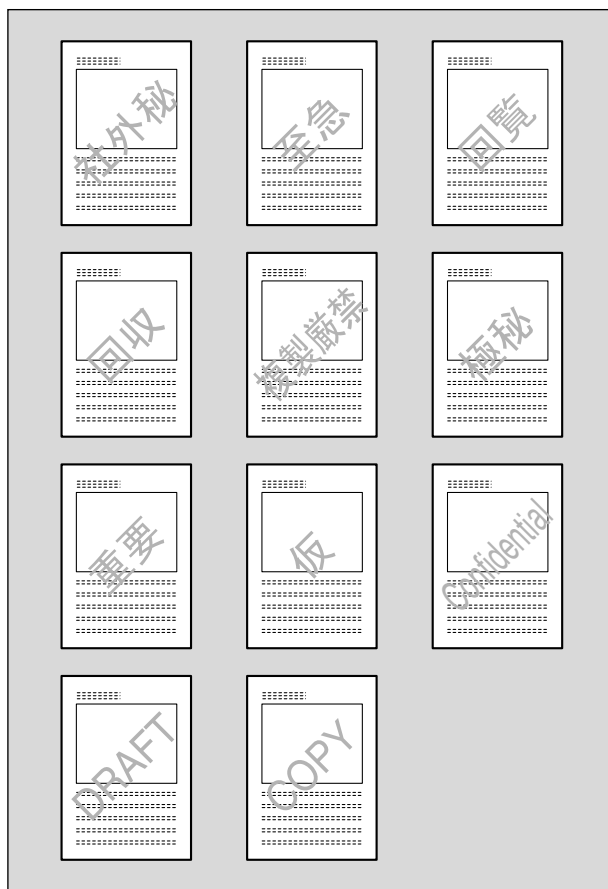 社外秘
至急
回覧
回収
複製厳禁
極秘
重要
仮
Confidential
DRAFT
COPY